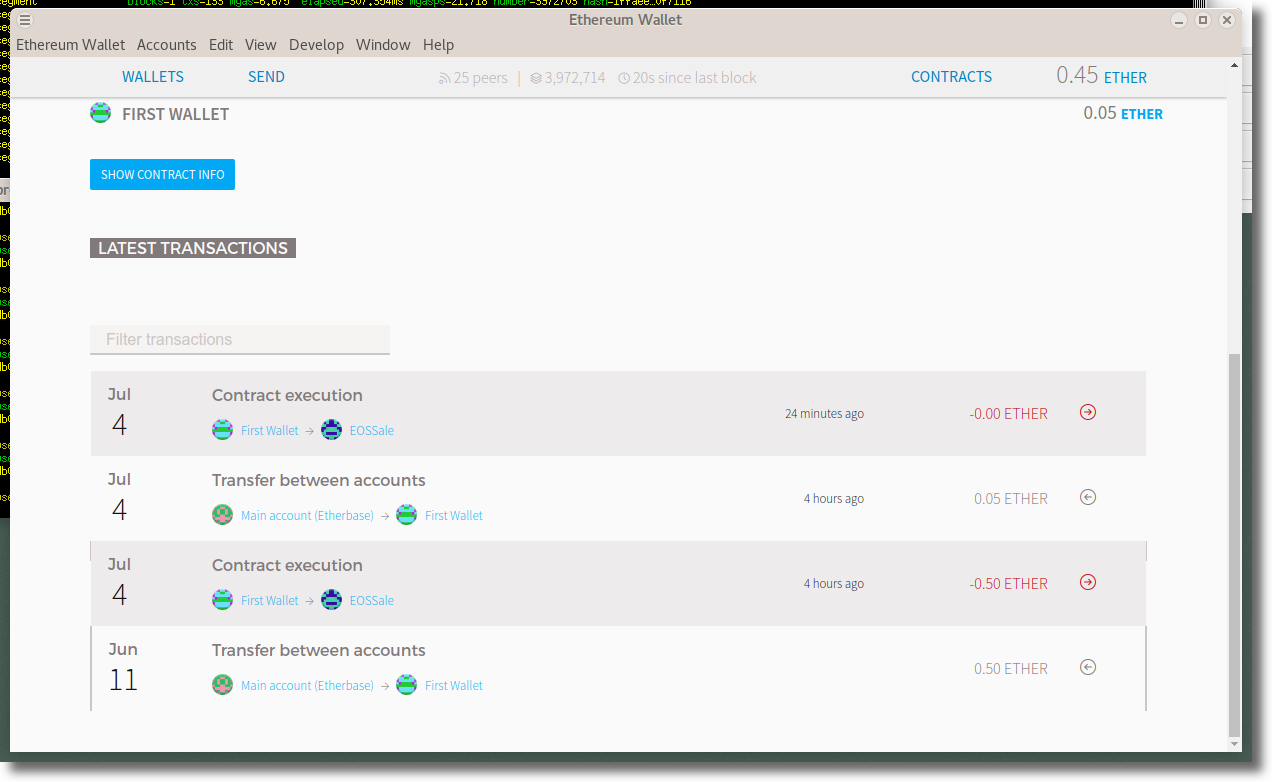 Ethereum Wallet
Ethereum Wallet Accounts Edit View Develop Window Help
WALLETS SEND 25 peers | 3,972,714 20s since last block CONTRACTS 0.45 ETHER
FIRST WALLET 0.05 ETHER
SHOW CONTRACT INFO
LATEST TRANSACTIONS
Filter transactions
Jul
4
Contract execution
First Wallet → EOSSale
24 minutes ago
-0.00 ETHER
Jul
4
Transfer between accounts
Main account (Etherbase) → First Wallet
4 hours ago
0.05 ETHER
Jul
4
Contract execution
First Wallet → EOSSale
4 hours ago
-0.50 ETHER
Jun
11
Transfer between accounts
Main account (Etherbase) → First Wallet
0.50 ETHER